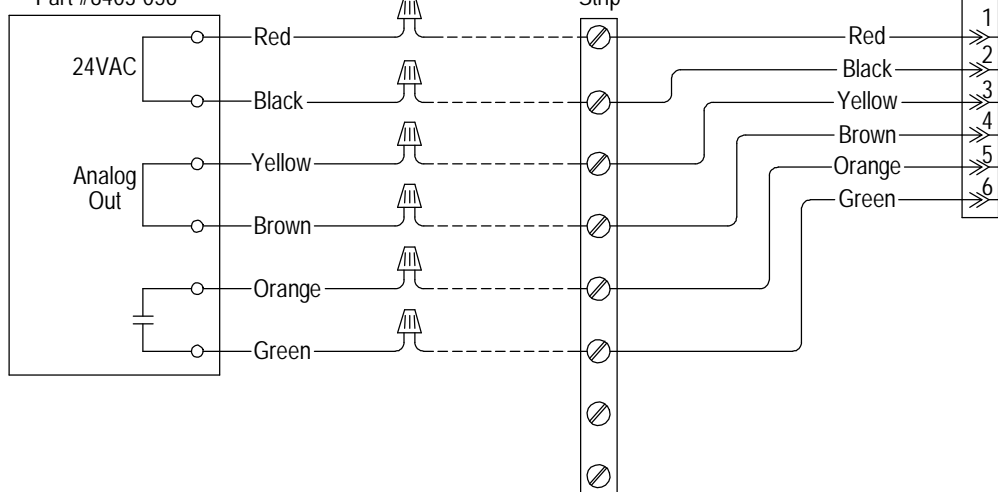 Strip
24VAC
Analog
Out
Red
Black
Yellow
Brown
Orange
Green
Red
Black
Yellow
Brown
Orange
Green
1
2
3
4
5
6